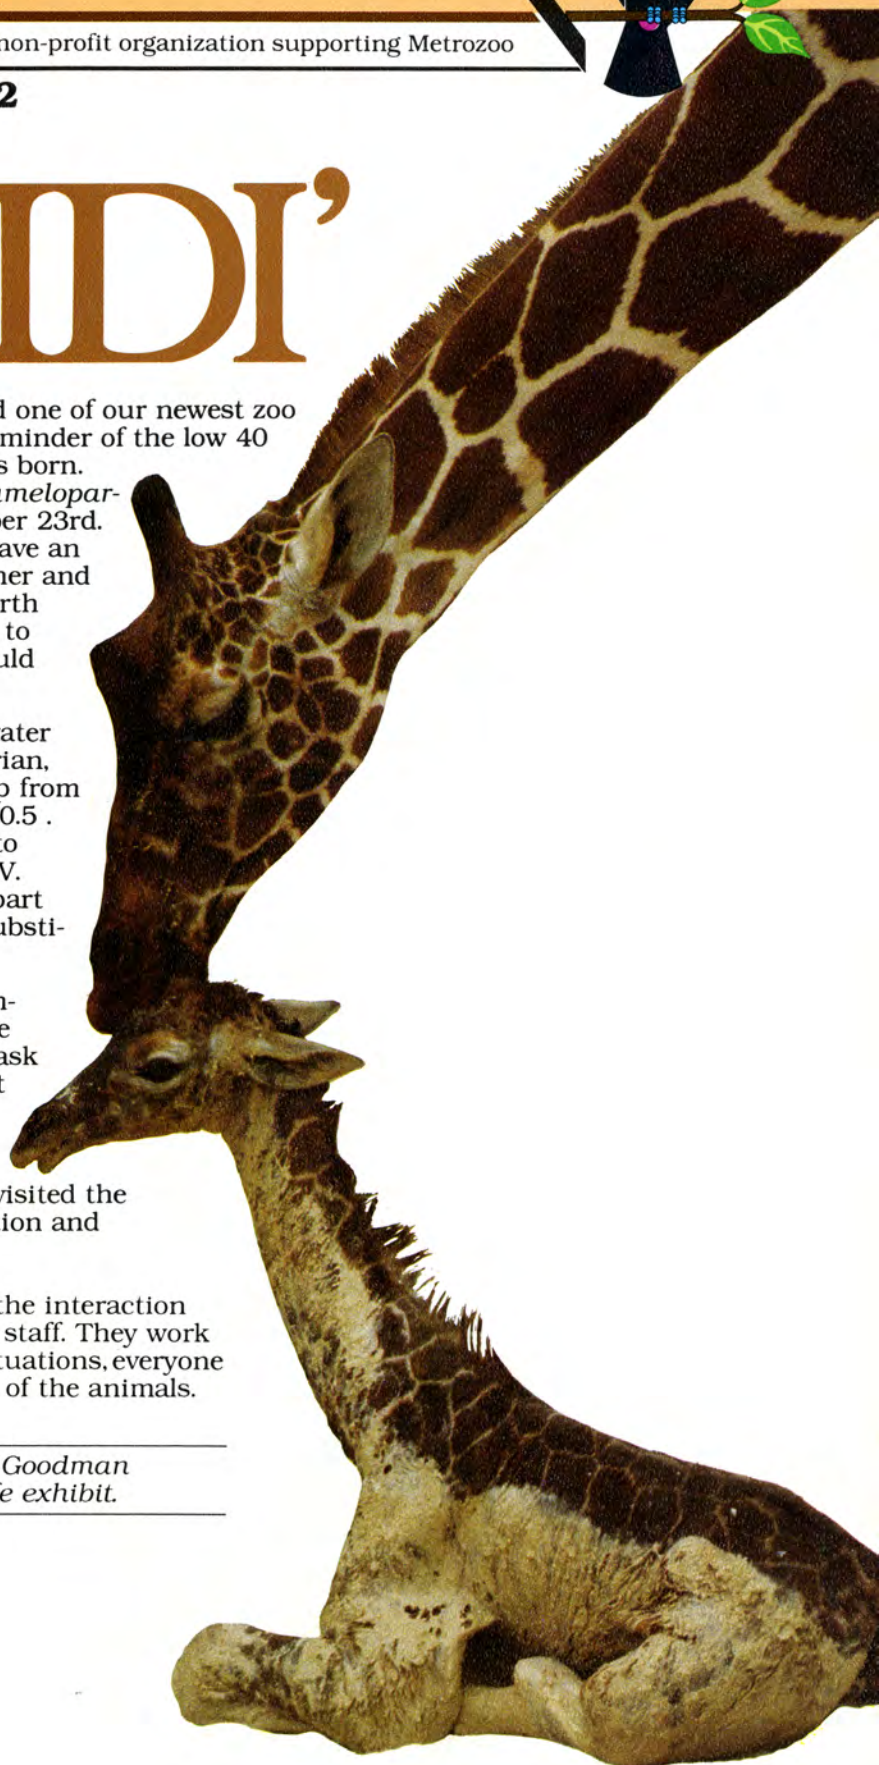 non-profit organization supporting Metrozoo
2
IDI’
d one of our newest zoo
minder of the low 40
s born.
amelopar-
er 23rd.
ave an
her and
rth
to
uld
ater
rian,
p from
0.5 .
to
V.
part
ubsti-
n-
e
ask
t
visited the
ion and
the interaction
staff. They work
tuations, everyone
of the animals.
Goodman
fe exhibit.